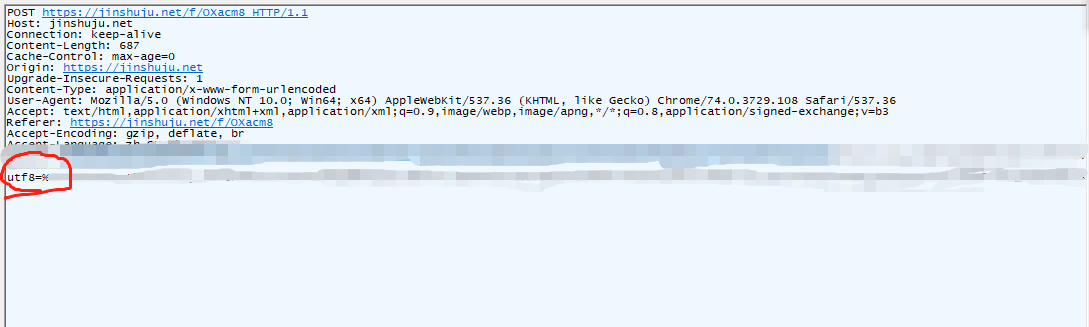 POST https://jinshuju.net/f/OXacm8 HTTP/1.1
Host: jinshuju.net
Connection: keep-alive
Content-Length: 687
Cache-Control: max-age=0
Origin: https://jinshuju.net
Upgrade-Insecure-Requests: 1
Content-Type: application/x-www-form-urlencoded
User-Agent: Mozilla/5.0 (Windows NT 10.0; Win64; x64) AppleWebKit/537.36 (KHTML, like Gecko) Chrome/74.0.3729.108 Safari/537.36
Accept: text/html,application/xhtml+xml,application/xml;q=0.9,image/webp,image/apng,*/*;q=0.8,application/signed-exchange;v=b3
Referer: https://jinshuju.net/f/OXacm8
Accept-Encoding: gzip, deflate, br
Accept-Language:
utf8=%